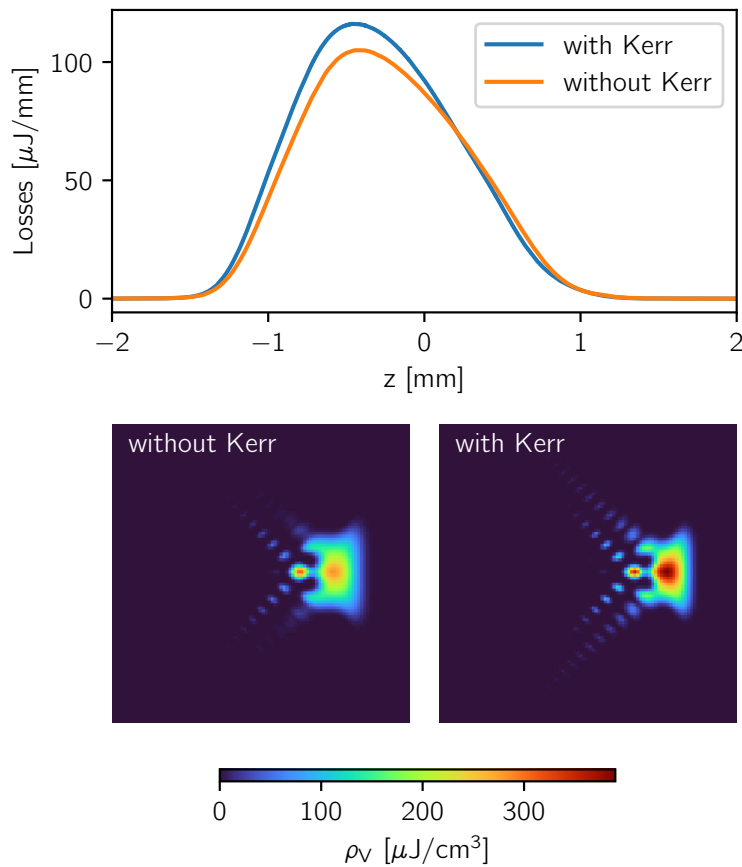 Losses [μJ/mm]
100
50
0
with Kerr
without Kerr
−2
−1
0
1
2
z [mm]
without Kerr
with Kerr
0
100
200
300
ρV [μJ/cm³]